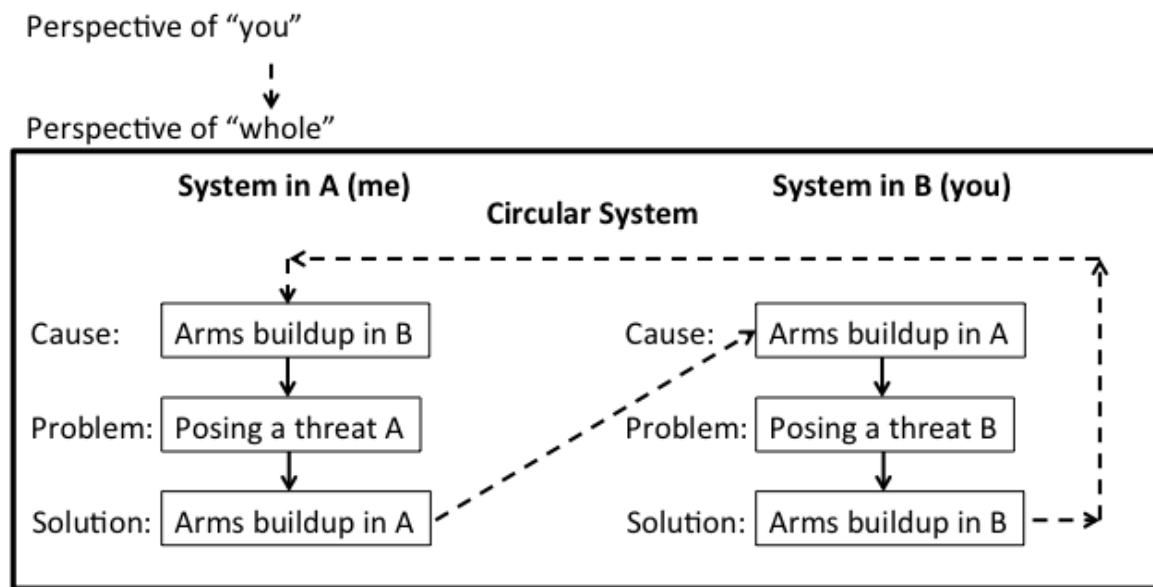 Perspective of “you”
Perspective of “whole”
System in A (me)
System in B (you)
Circular System
Cause:
Arms buildup in B
Cause:
Arms buildup in A
Problem:
Posing a threat A
Problem:
Posing a threat B
Solution:
Arms buildup in A
Solution:
Arms buildup in B